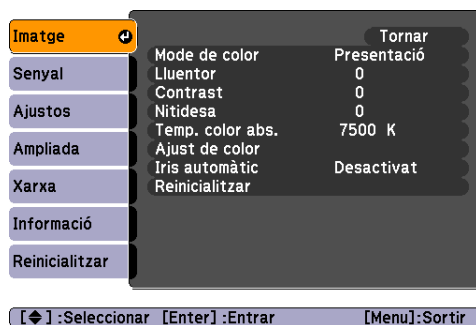 Imatge
Senyal
Ajustos
Ampliada
Xarxa
Informació
Reinicialitzar
Tornar
Mode de color Presentació
Lluentor 0
Contrast 0
Nitidesa 0
Temp. color abs. 7500 K
Ajust de color
Iris automàtic Desactivat
Reinicialitzar
[◆] :Seleccionar [Enter] :Entrar [Menu]:Sortir